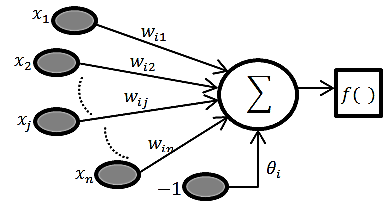 x₁
wᵢ₁
x₂
wᵢ₂
xⱼ
wᵢⱼ
∑
f( )
xₙ
wᵢₙ
−1
θᵢ